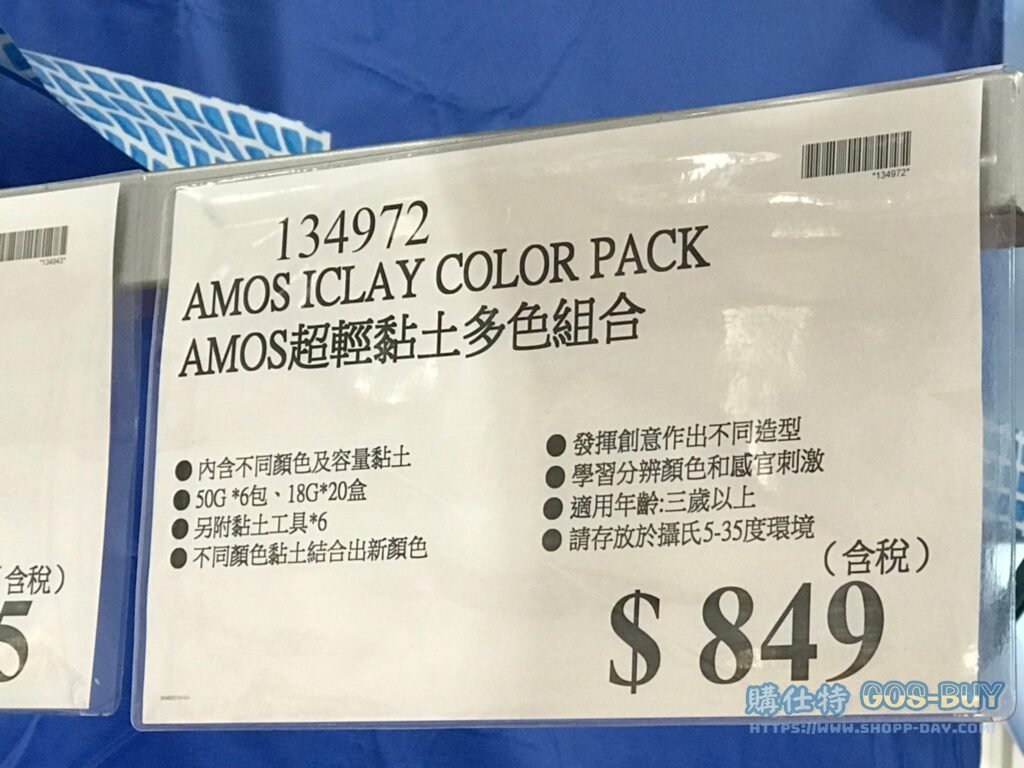 *134972*
134972
AMOS ICLAY COLOR PACK
AMOS超輕黏土多色組合
●內含不同顏色及容量黏土
●50G *6包、18G*20盒
●另附黏土工具*6
●不同顏色黏土結合出新顏色
●發揮創意作出不同造型
●學習分辨顏色和感官刺激
●適用年齡:三歲以上
●請存放於攝氏5-35度環境
(含稅)
$ 849
含稅)
5
購仕特 GOS-BUY
HTTPS://WWW.SHOPP-DAY.COM/